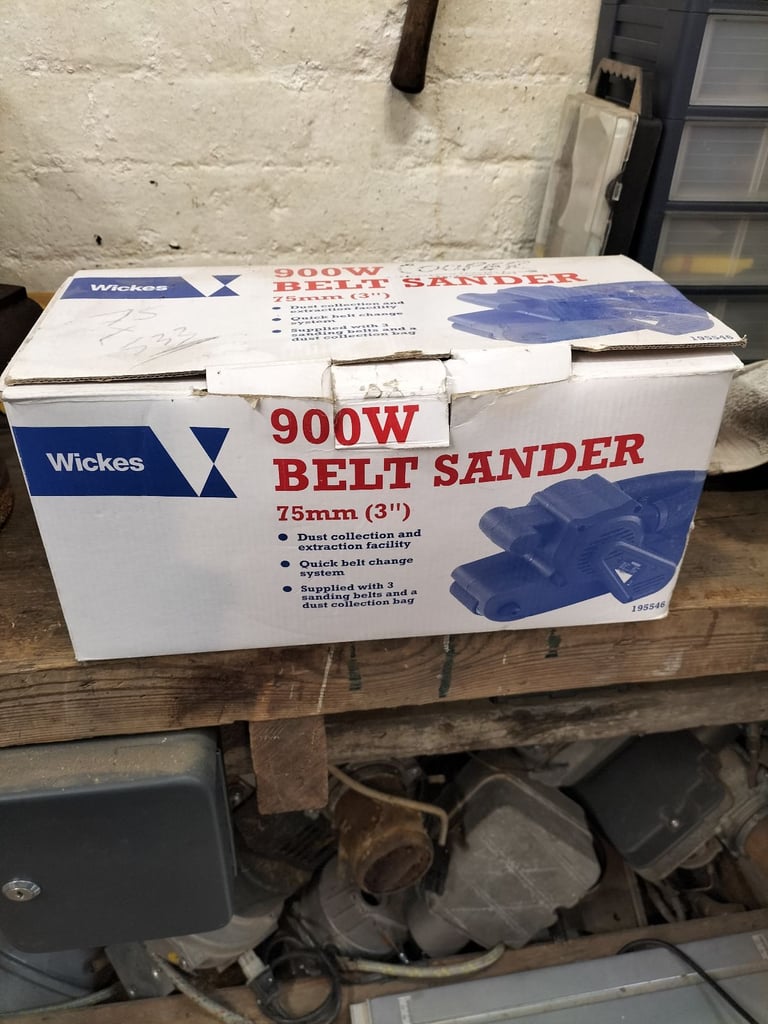 Wickes
900W
BELT SANDER
75mm (3")
• Dust collection and
extraction facility
• Quick belt change
system
• Supplied with 3
sanding belts and a
dust collection bag
195546
75
x
533
Wickes
900W
BELT SANDER
75mm (3")
• Dust collection and
extraction facility
• Quick belt change
system
• Supplied with 3
sanding belts and a
dust collection bag
195546